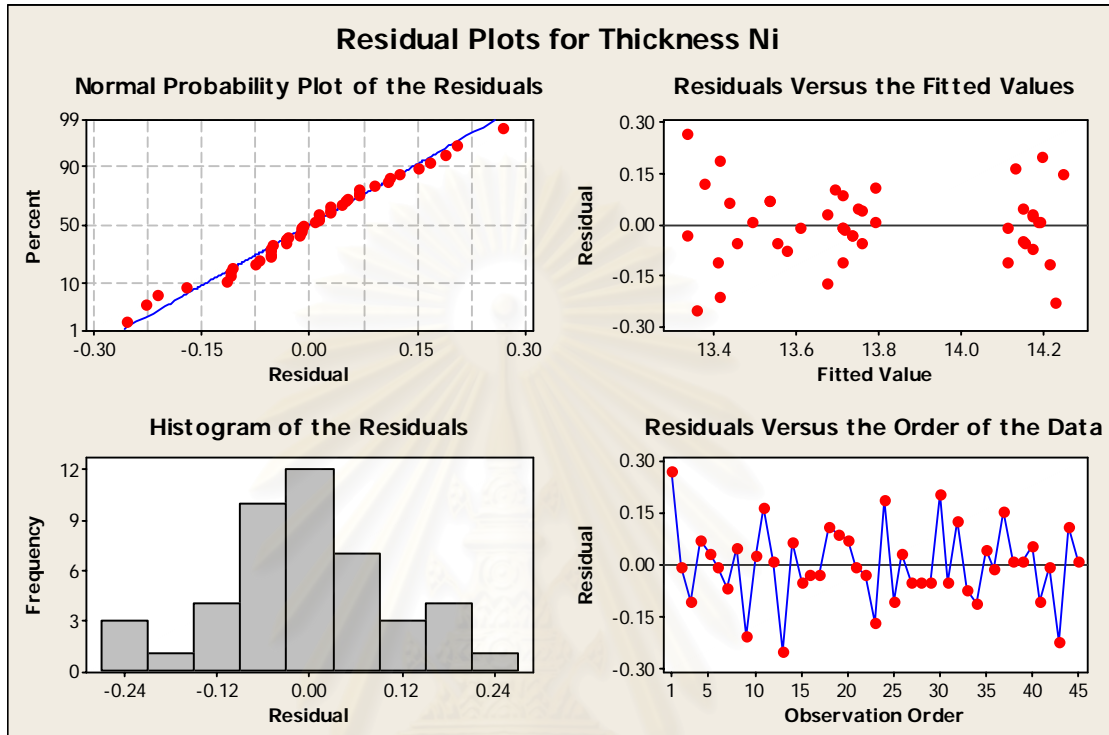 Residual Plots for Thickness Ni
Normal Probability Plot of the Residuals
99
90
50
10
1
Percent
-0.30 -0.15 0.00 0.15 0.30
Residual
Residuals Versus the Fitted Values
0.30
0.15
0.00
-0.15
-0.30
Residual
13.4 13.6 13.8 14.0 14.2
Fitted Value
Histogram of the Residuals
12
9
6
3
0
Frequency
-0.24 -0.12 0.00 0.12 0.24
Residual
Residuals Versus the Order of the Data
0.30
0.15
0.00
-0.15
-0.30
Residual
1 5 10 15 20 25 30 35 40 45
Observation Order